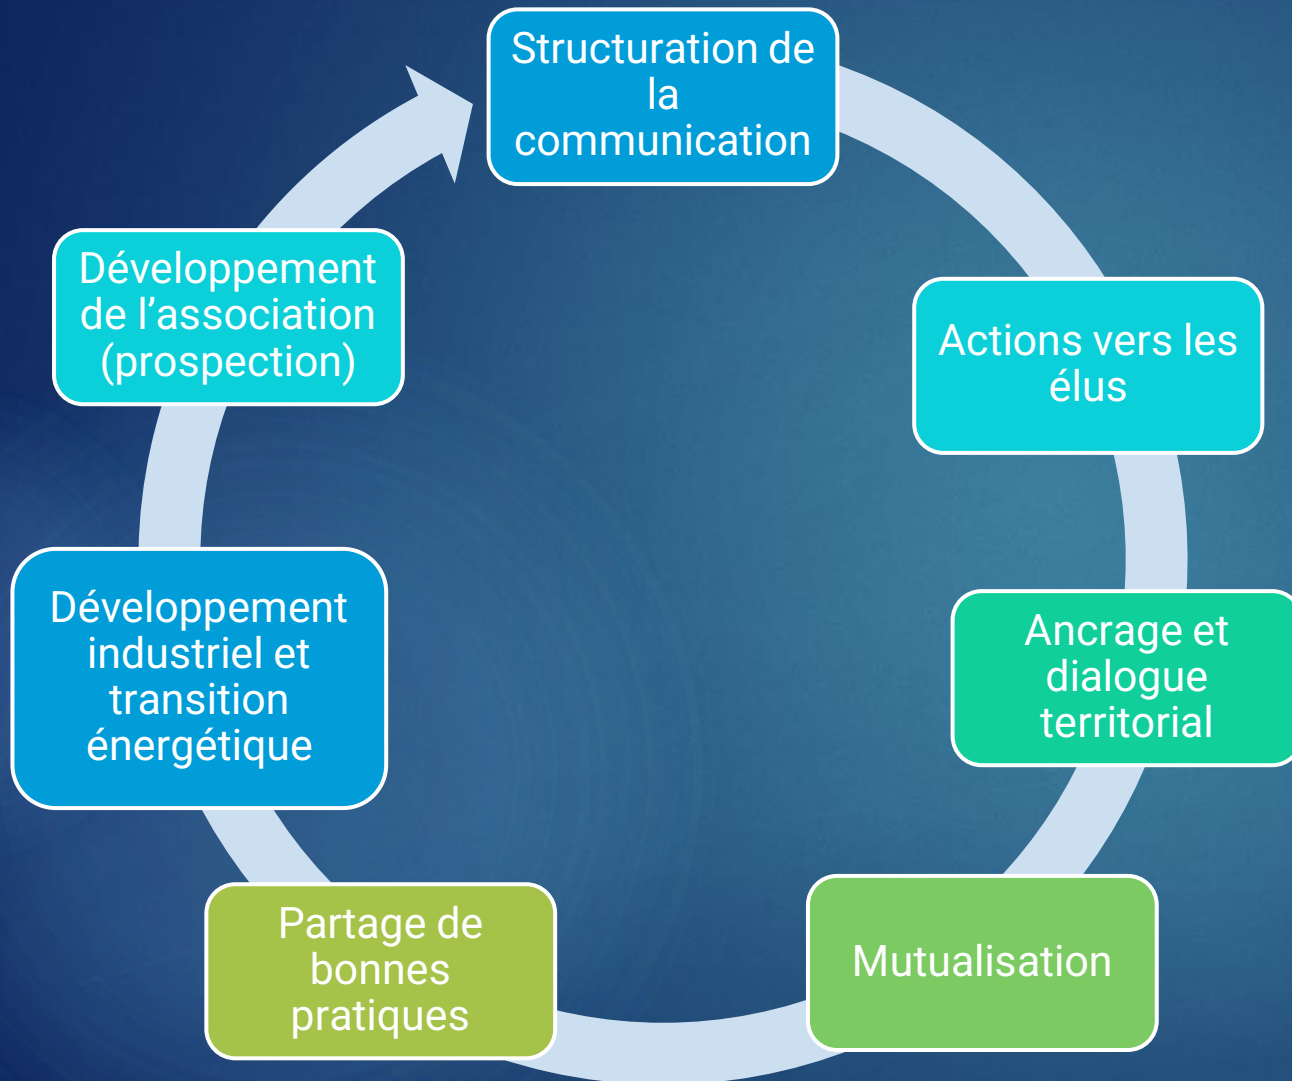 Structuration de
la
communication
Actions vers les
élus
Ancrage et
dialogue
territorial
Mutualisation
Partage de
bonnes
pratiques
Développement
industriel et
transition
énergétique
Développement
de l’association
(prospection)